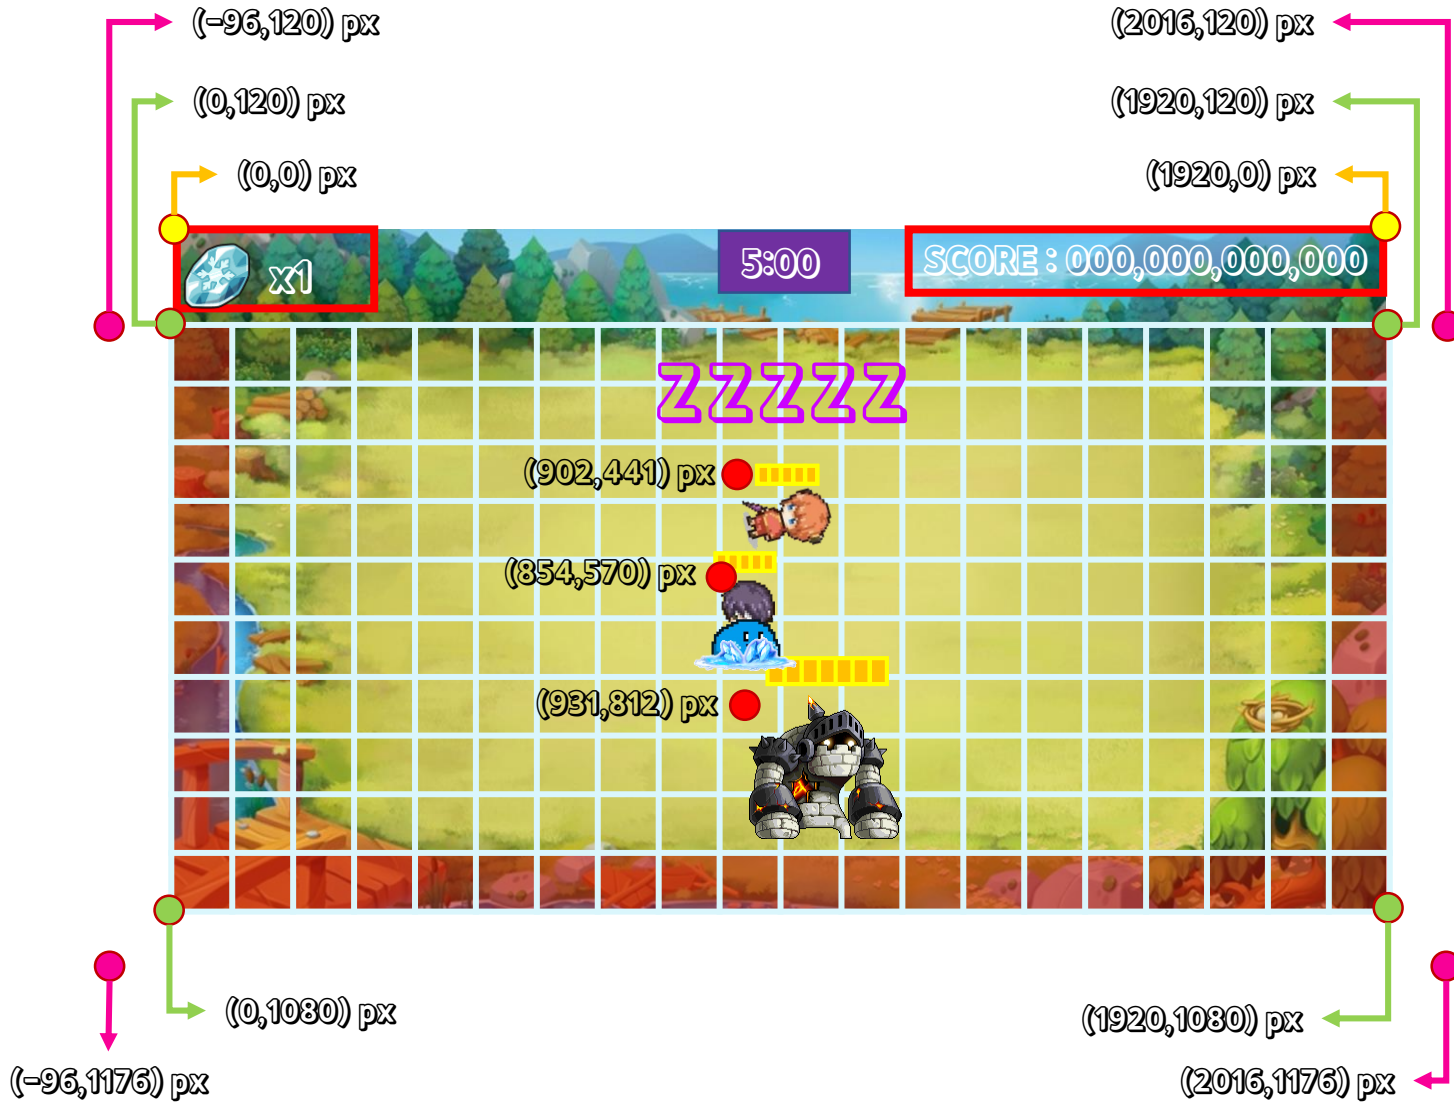 (-96,120) px
(2016,120) px
(0,120) px
(1920,120) px
(0,0) px
(1920,0) px
x1
5:00
SCORE : 000,000,000,000
ZZZZZ
(902,441) px
(854,570) px
(931,812) px
(0,1080) px
(1920,1080) px
(-96,1176) px
(2016,1176) px